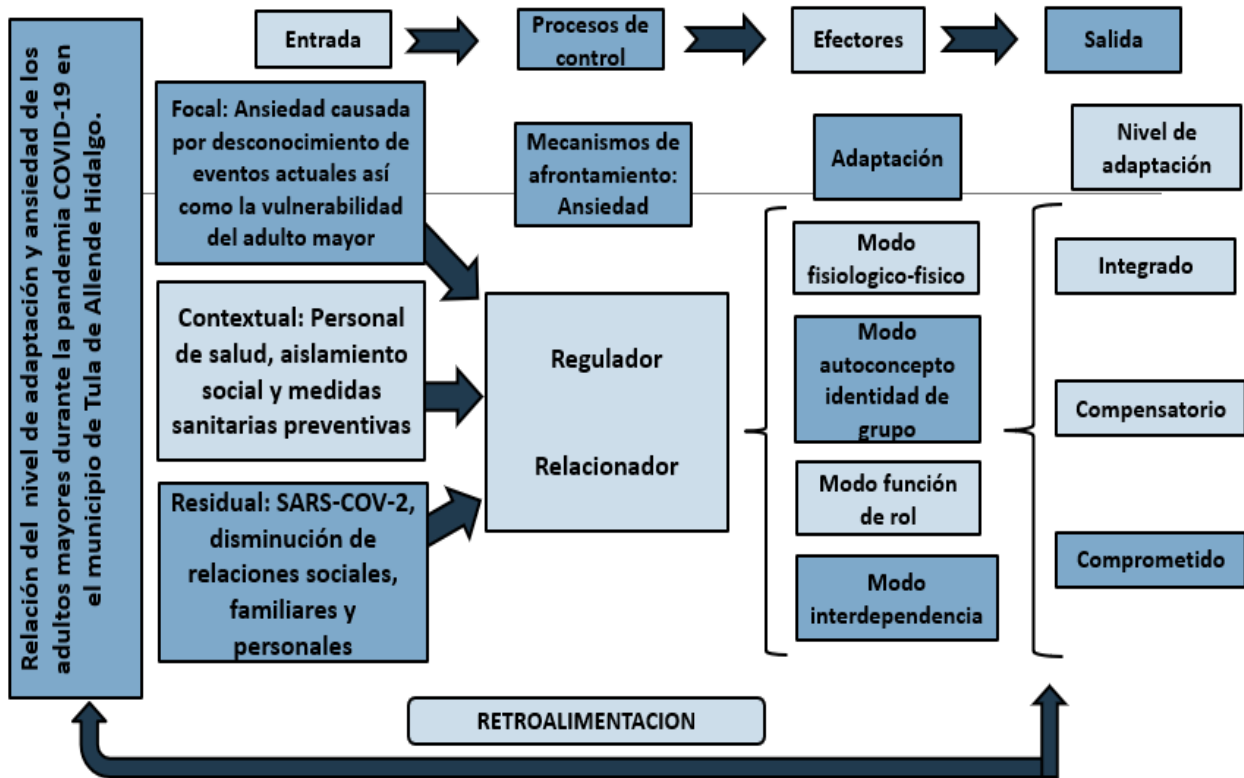 Relación del nivel de adaptación y ansiedad de los
adultos mayores durante la pandemia COVID-19 en
el municipio de Tula de Allende Hidalgo.
Entrada
Procesos de
control
Efectores
Salida
Focal: Ansiedad causada
por desconocimiento de
eventos actuales así
como la vulnerabilidad
del adulto mayor
Mecanismos de
afrontamiento:
Ansiedad
Adaptación
Nivel de
adaptación
Contextual: Personal
de salud, aislamiento
social y medidas
sanitarias preventivas
Residual: SARS-COV-2,
disminución de
relaciones sociales,
familiares y
personales
Regulador
Relacionador
Modo
fisiologico-fisico
Modo
autoconcepto
identidad de
grupo
Modo función
de rol
Modo
interdependencia
Integrado
Compensatorio
Comprometido
RETROALIMENTACION